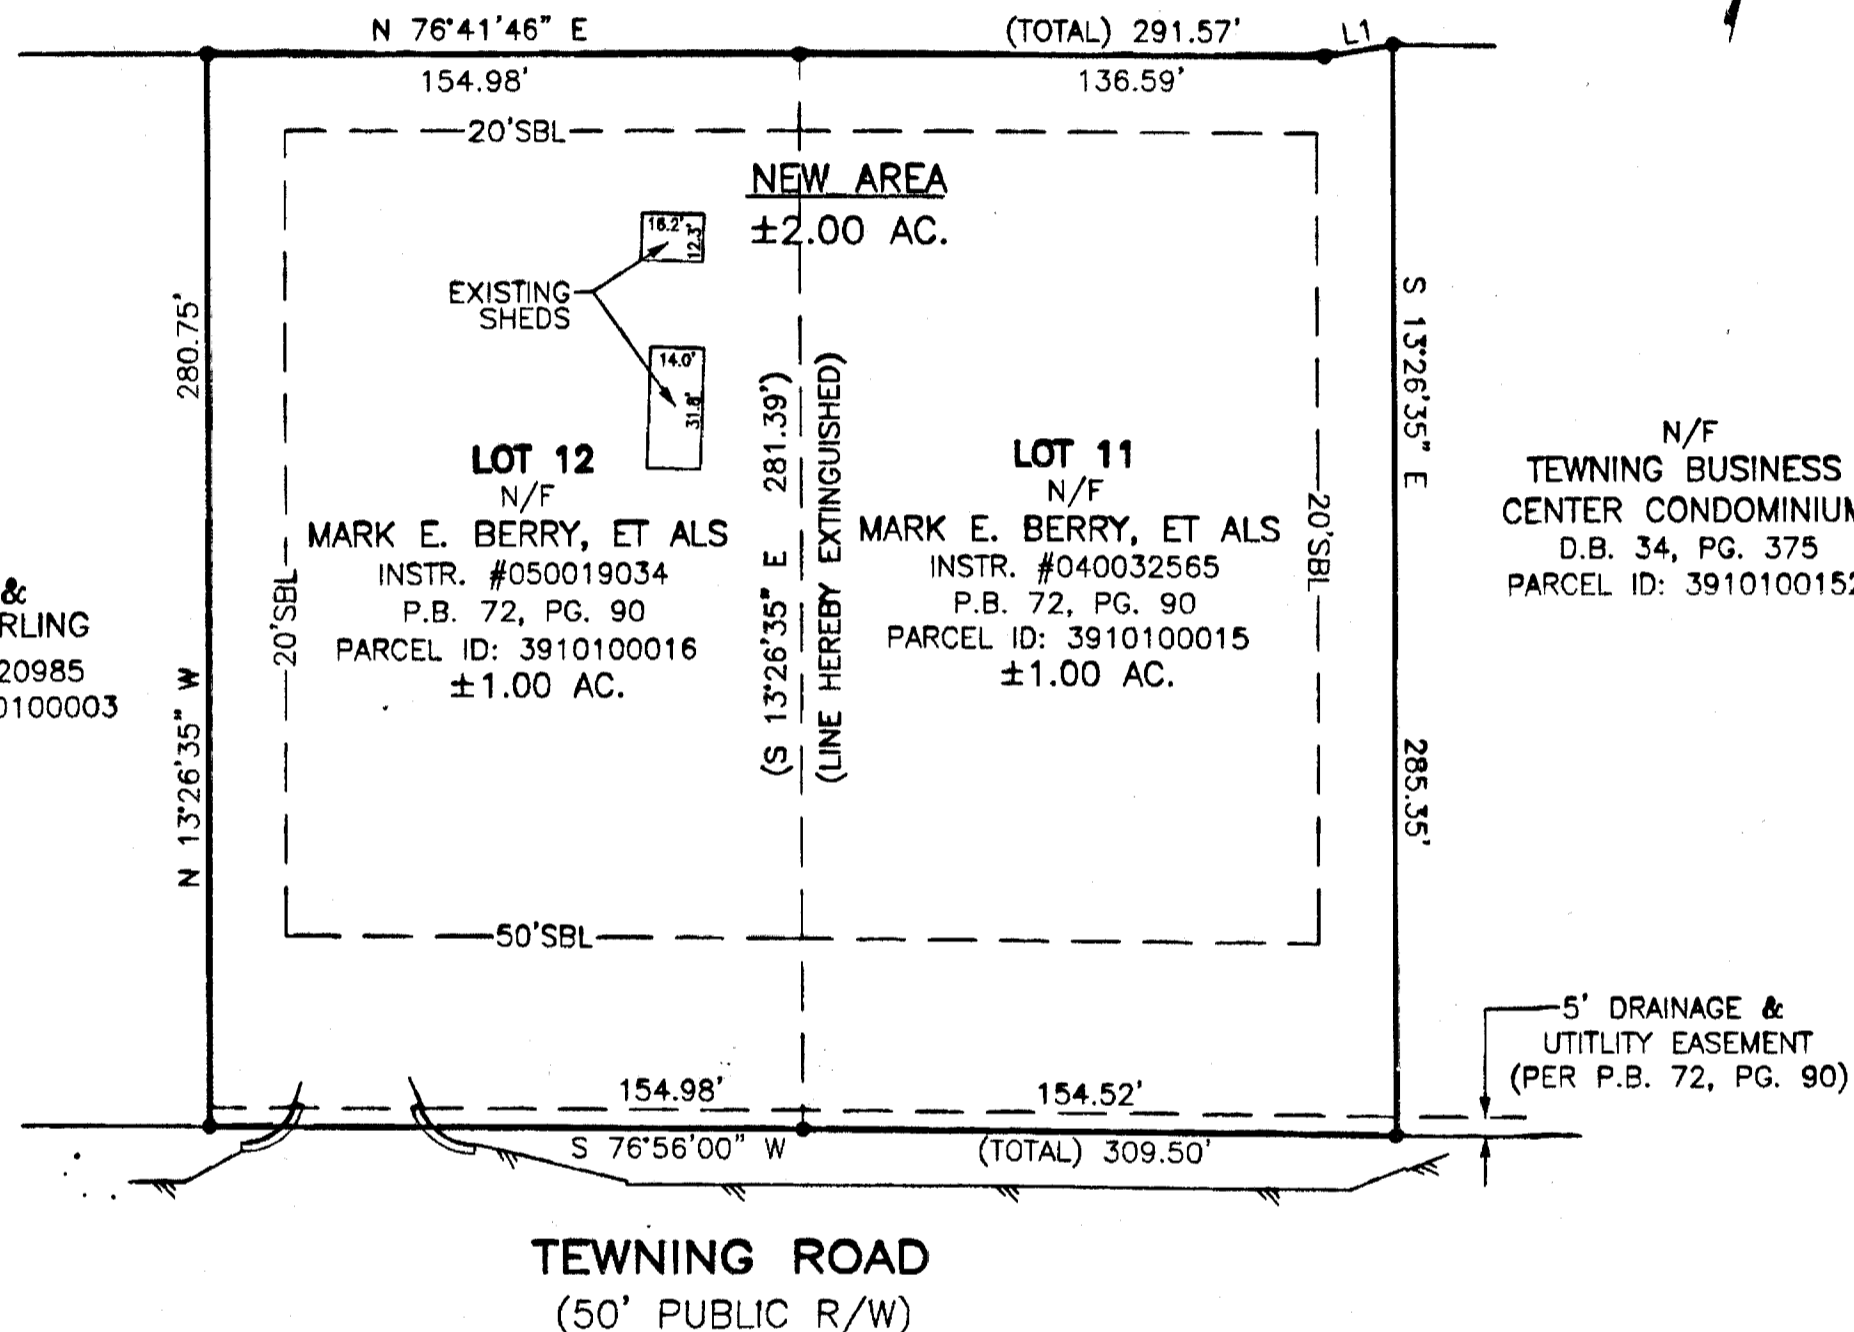 N 76°41'46" E
(TOTAL) 291.57'
L1
154.98'
136.59'
20'SBL
NEW AREA
±2.00 AC.
16.2'
12.3'
EXISTING
SHEDS
14.0'
31.8'
280.75'
N 13°26'35" W
20'SBL
LOT 12
N/F
MARK E. BERRY, ET ALS
INSTR. #050019034
P.B. 72, PG. 90
PARCEL ID: 3910100016
±1.00 AC.
(S 13°26'35" E 281.39')
(LINE HEREBY EXTINGUISHED)
LOT 11
N/F
MARK E. BERRY, ET ALS
INSTR. #040032565
P.B. 72, PG. 90
PARCEL ID: 3910100015
±1.00 AC.
20'SBL
S 13°26'35" E
285.35'
N/F
TEWNING BUSINESS
CENTER CONDOMINIUM
D.B. 34, PG. 375
PARCEL ID: 3910100152
&
RLING
20985
0100003
50'SBL
5' DRAINAGE &
UTITLITY EASEMENT
(PER P.B. 72, PG. 90)
154.98'
154.52'
S 76°56'00" W
(TOTAL) 309.50'
TEWNING ROAD
(50' PUBLIC R/W)